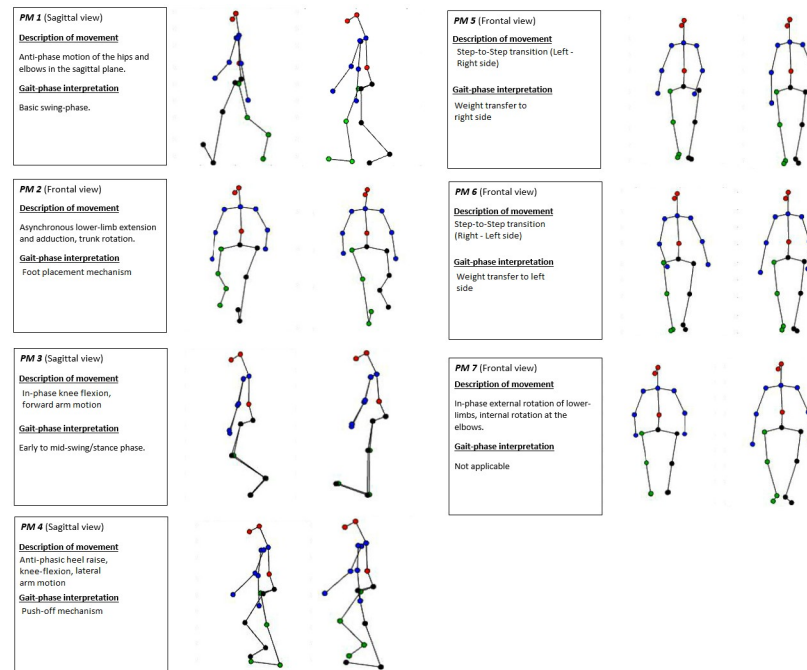 PM 1 (Sagittal view)
Description of movement
Anti-phase motion of the hips and
elbows in the sagittal plane.
Gait-phase interpretation
Basic swing-phase.
PM 2 (Frontal view)
Description of movement
Asynchronous lower-limb extension
and adduction, trunk rotation.
Gait-phase interpretation
Foot placement mechanism
PM 3 (Sagittal view)
Description of movement
In-phase knee flexion,
forward arm motion
Gait-phase interpretation
Early to mid-swing/stance phase.
PM 4 (Sagittal view)
Description of movement
Anti-phasic heel raise,
knee-flexion, lateral
arm motion
Gait-phase interpretation
Push-off mechanism
PM 5 (Frontal view)
Description of movement
Step-to-Step transition (Left -
Right side)
Gait-phase interpretation
Weight transfer to
right side
PM 6 (Frontal view)
Description of movement
Step-to-Step transition
(Right - Left side)
Gait-phase interpretation
Weight transfer to left
side
PM 7 (Frontal view)
Description of movement
In-phase external rotation of lower-
limbs, internal rotation at the
elbows.
Gait-phase interpretation
Not applicable